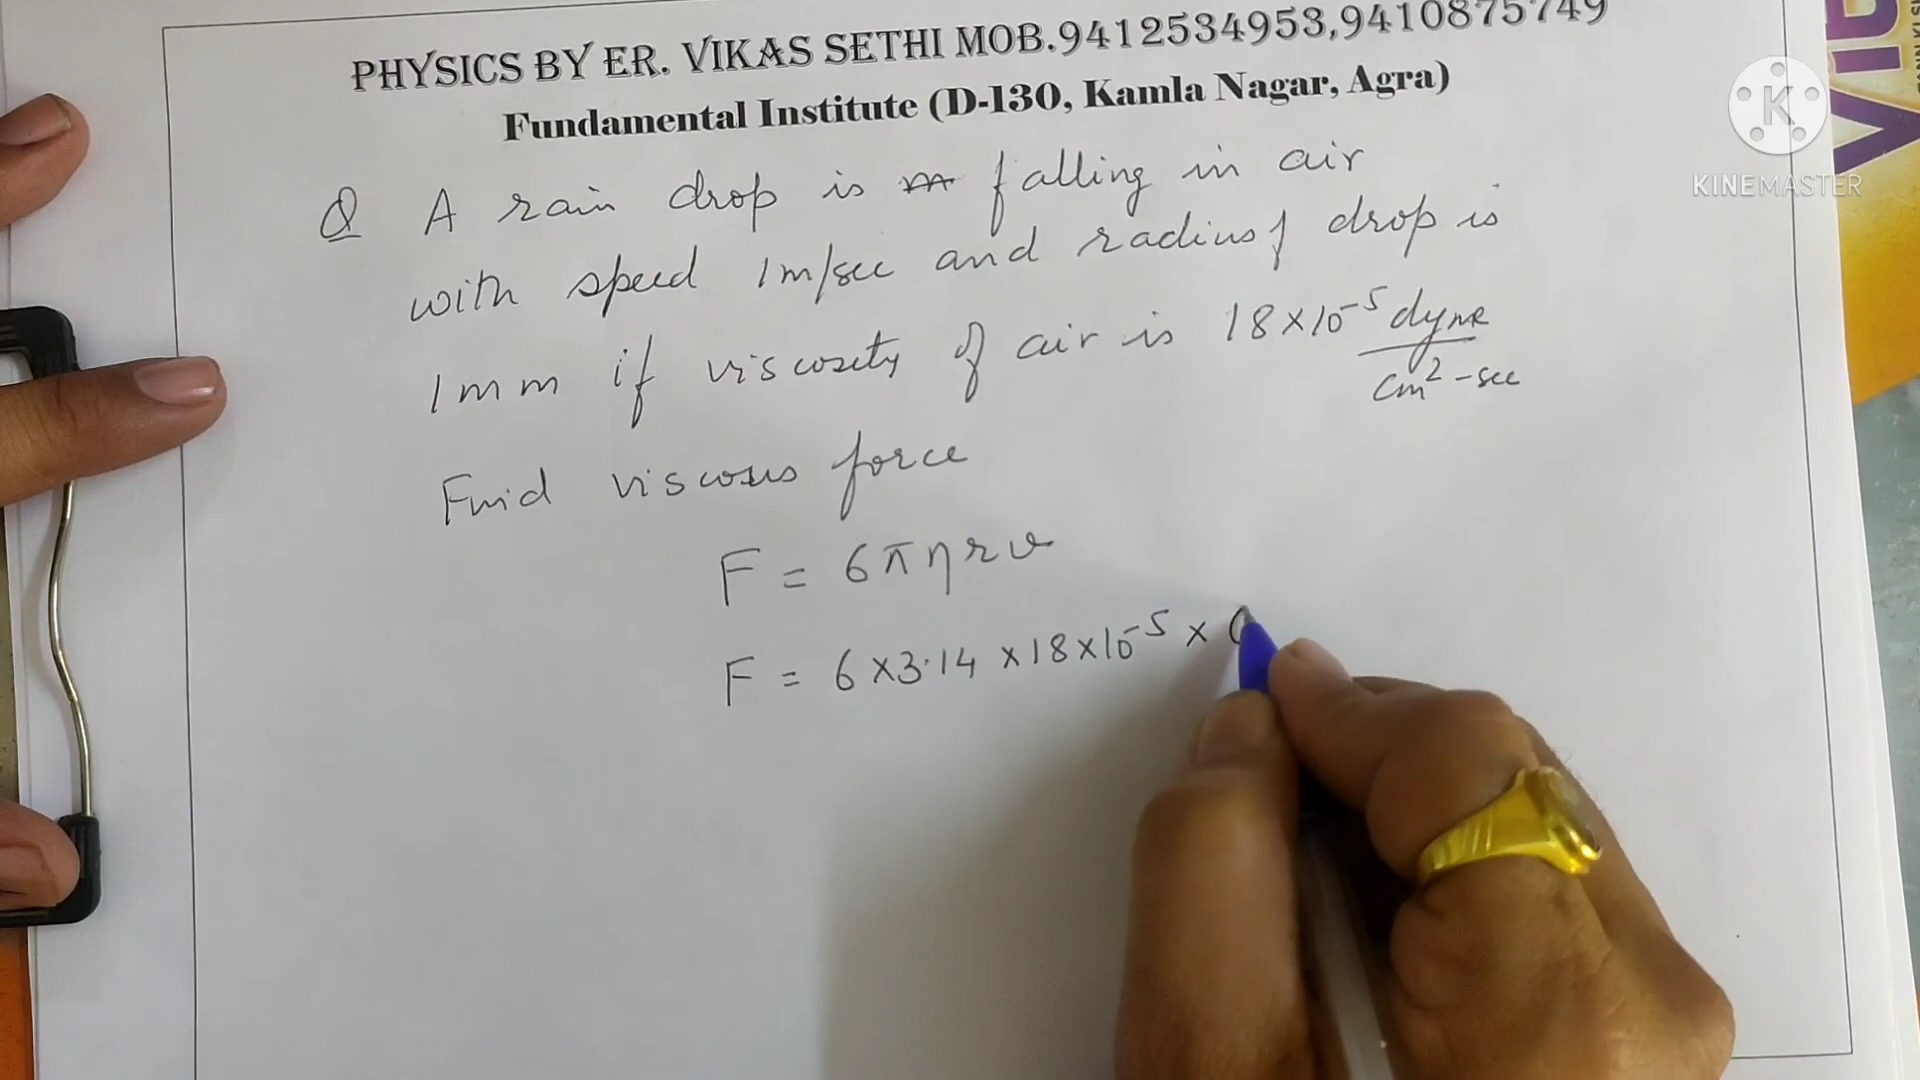 PHYSICS BY ER. VIKAS SETHI MOB.9412534953,9410875749
Fundamental Institute (D-130, Kamla Nagar, Agra)
K
KINEMASTER
Q A rain drop is falling in air
with speed 1m/sec and radius of drop is
1mm if viscosity of air is 18×10⁻⁵ dyne/cm²-sec
Find viscous force
F = 6πηrv
F = 6×3.14×18×10⁻⁵×